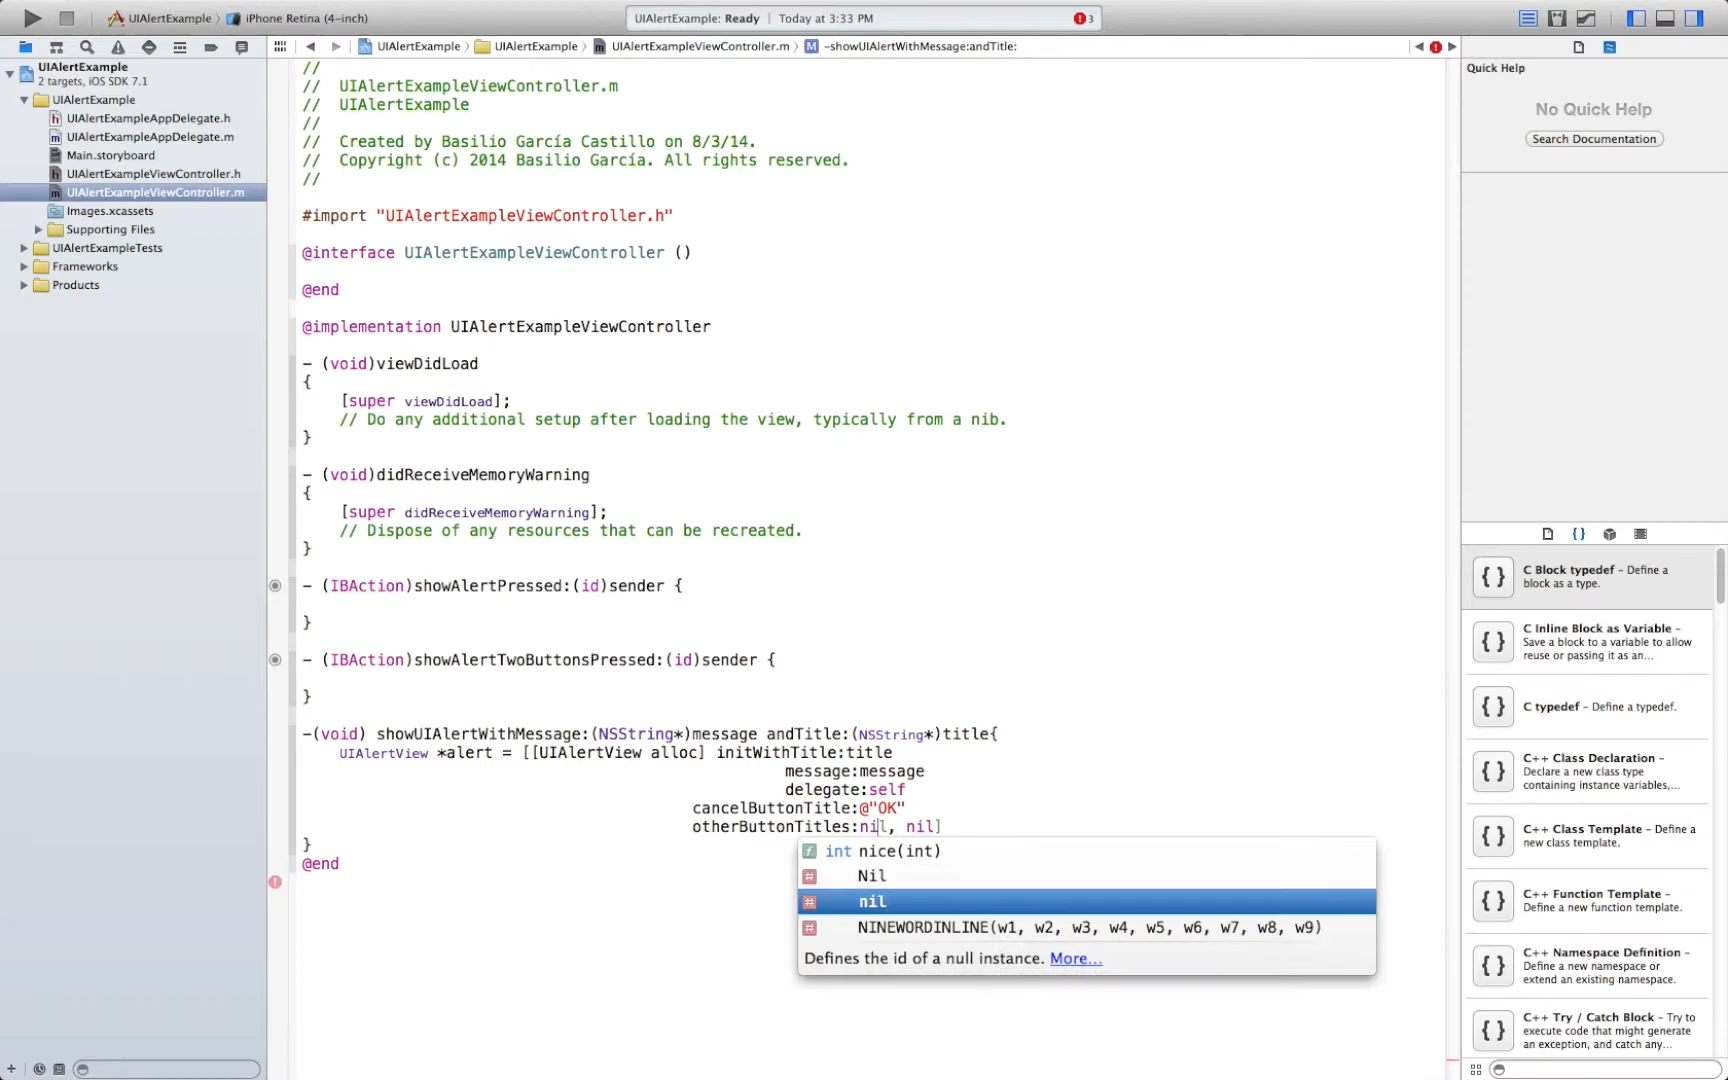 UIAlertExample
iPhone Retina (4-inch)
UIAlertExample: Ready
Today at 3:33 PM
3
UIAlertExample
UIAlertExample
UIAlertExampleViewController.m
M
-showUIAlertWithMessage:andTitle:
UIAlertExample
2 targets, iOS SDK 7.1
UIAlertExample
UIAlertExampleAppDelegate.h
UIAlertExampleAppDelegate.m
Main.storyboard
UIAlertExampleViewController.h
UIAlertExampleViewController.m
Images.xcassets
Supporting Files
UIAlertExampleTests
Frameworks
Products
//
//  UIAlertExampleViewController.m
//  UIAlertExample
//
//  Created by Basilio García Castillo on 8/3/14.
//  Copyright (c) 2014 Basilio García. All rights reserved.
//
#import "UIAlertExampleViewController.h"
@interface UIAlertExampleViewController ()
@end
@implementation UIAlertExampleViewController
- (void)viewDidLoad
{
[super viewDidLoad];
// Do any additional setup after loading the view, typically from a nib.
}
- (void)didReceiveMemoryWarning
{
[super didReceiveMemoryWarning];
// Dispose of any resources that can be recreated.
}
- (IBAction)showAlertPressed:(id)sender {
}
- (IBAction)showAlertTwoButtonsPressed:(id)sender {
}
-(void) showUIAlertWithMessage:(NSString*)message andTitle:(NSString*)title{
UIAlertView *alert = [[UIAlertView alloc] initWithTitle:title
message:message
delegate:self
cancelButtonTitle:@"OK"
otherButtonTitles:nil, nil]
}
@end
f int nice(int)
# Nil
# nil
# NINEWORDINLINE(w1, w2, w3, w4, w5, w6, w7, w8, w9)
Defines the id of a null instance. More...
Quick Help
No Quick Help
Search Documentation
{ }
C Block typedef – Define a
block as a type.
{ }
C Inline Block as Variable –
Save a block to a variable to allow
reuse or passing it as an...
{ }
C typedef – Define a typedef.
{ }
C++ Class Declaration –
Declare a new class type
containing instance variables,...
{ }
C++ Class Template – Define a
new class template.
{ }
C++ Function Template –
Define a new function template.
{ }
C++ Namespace Definition –
Define a new namespace or
extend an existing namespace.
{ }
C++ Try / Catch Block – Try to
execute code that might generate
an exception, and catch any...